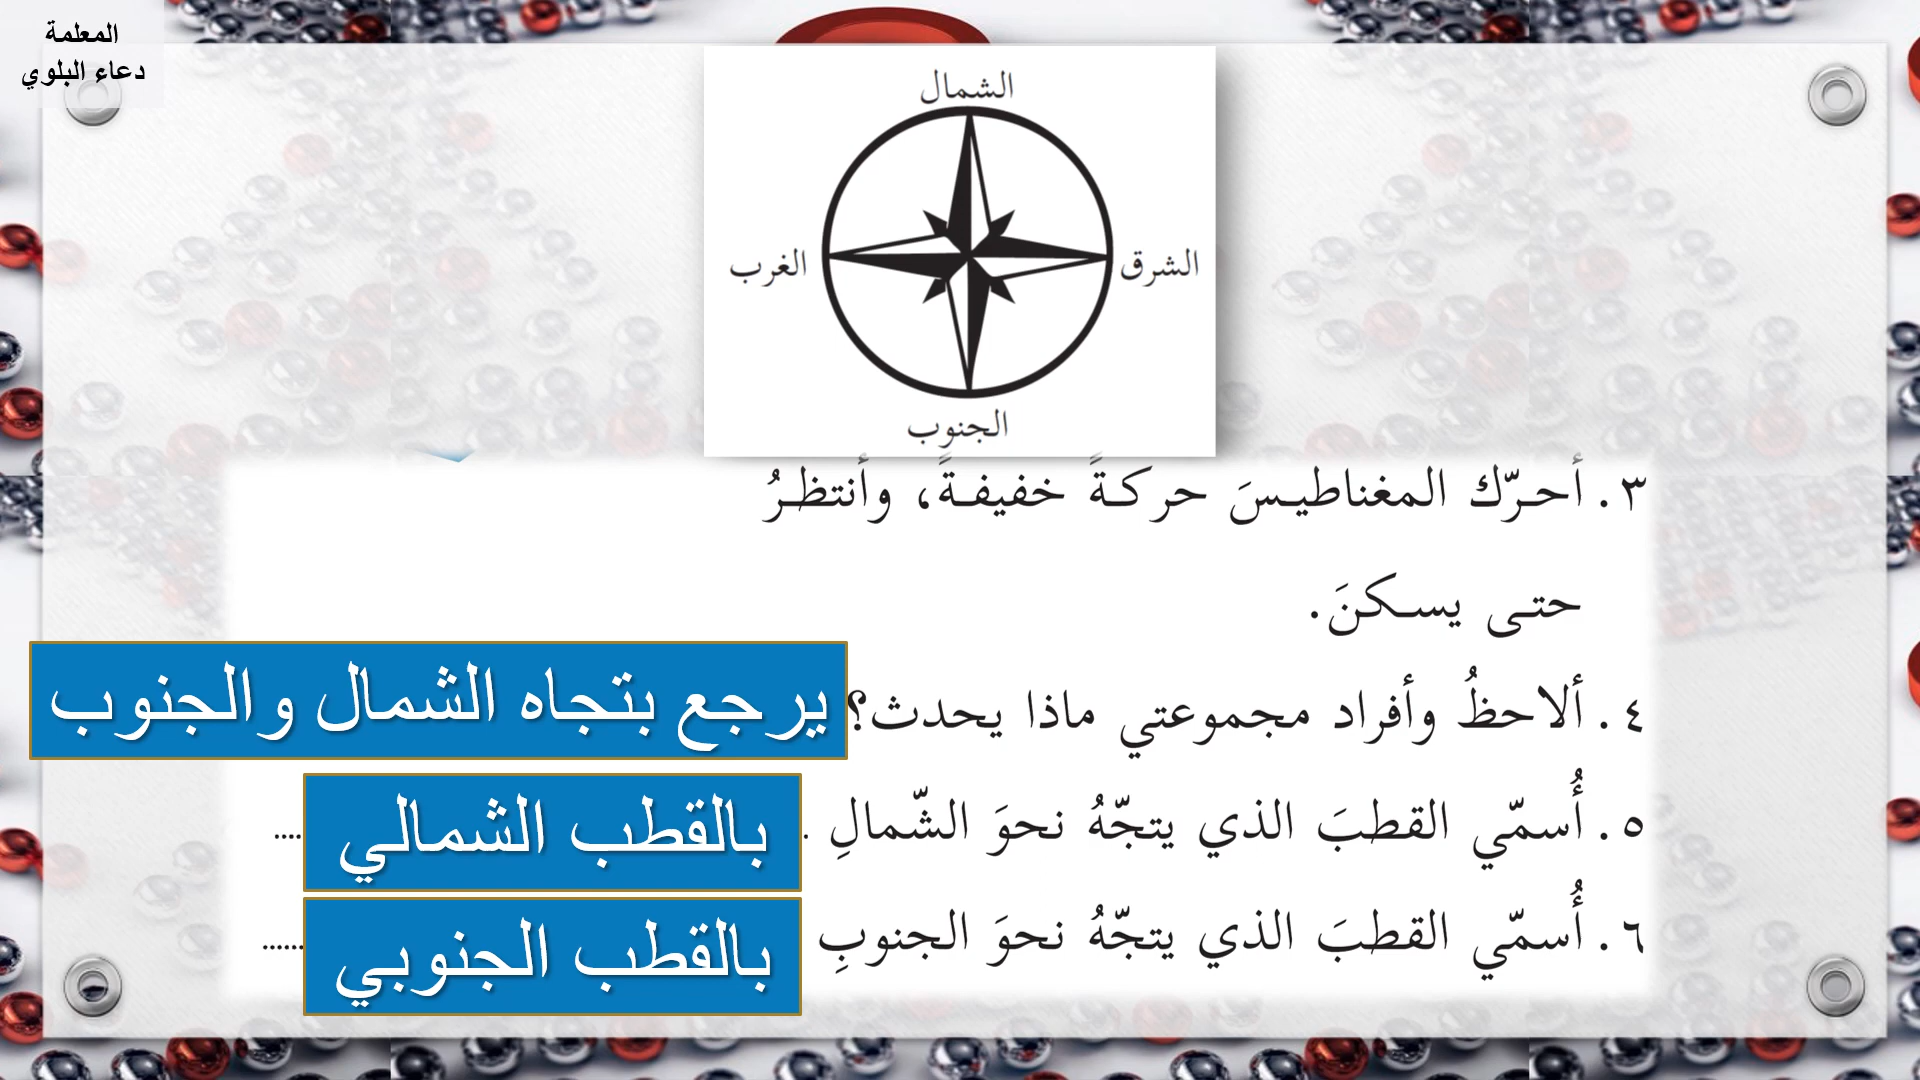 المعلمة
دعاء البلوي
الشمال
الغرب
الشرق
الجنوب
٣. أحرّك المغناطيسَ حركةً خفيفةً، وأنتظرُ
حتى يسكنَ.
٤. ألاحظُ وأفراد مجموعتي ماذا يحدث؟ يرجع بتجاه الشمال والجنوب
٥. أُسمّي القطبَ الذي يتجّهُ نحوَ الشّمالِ بالقطب الشمالي ....
٦. أُسمّي القطبَ الذي يتجّهُ نحوَ الجنوبِ بالقطب الجنوبي ......